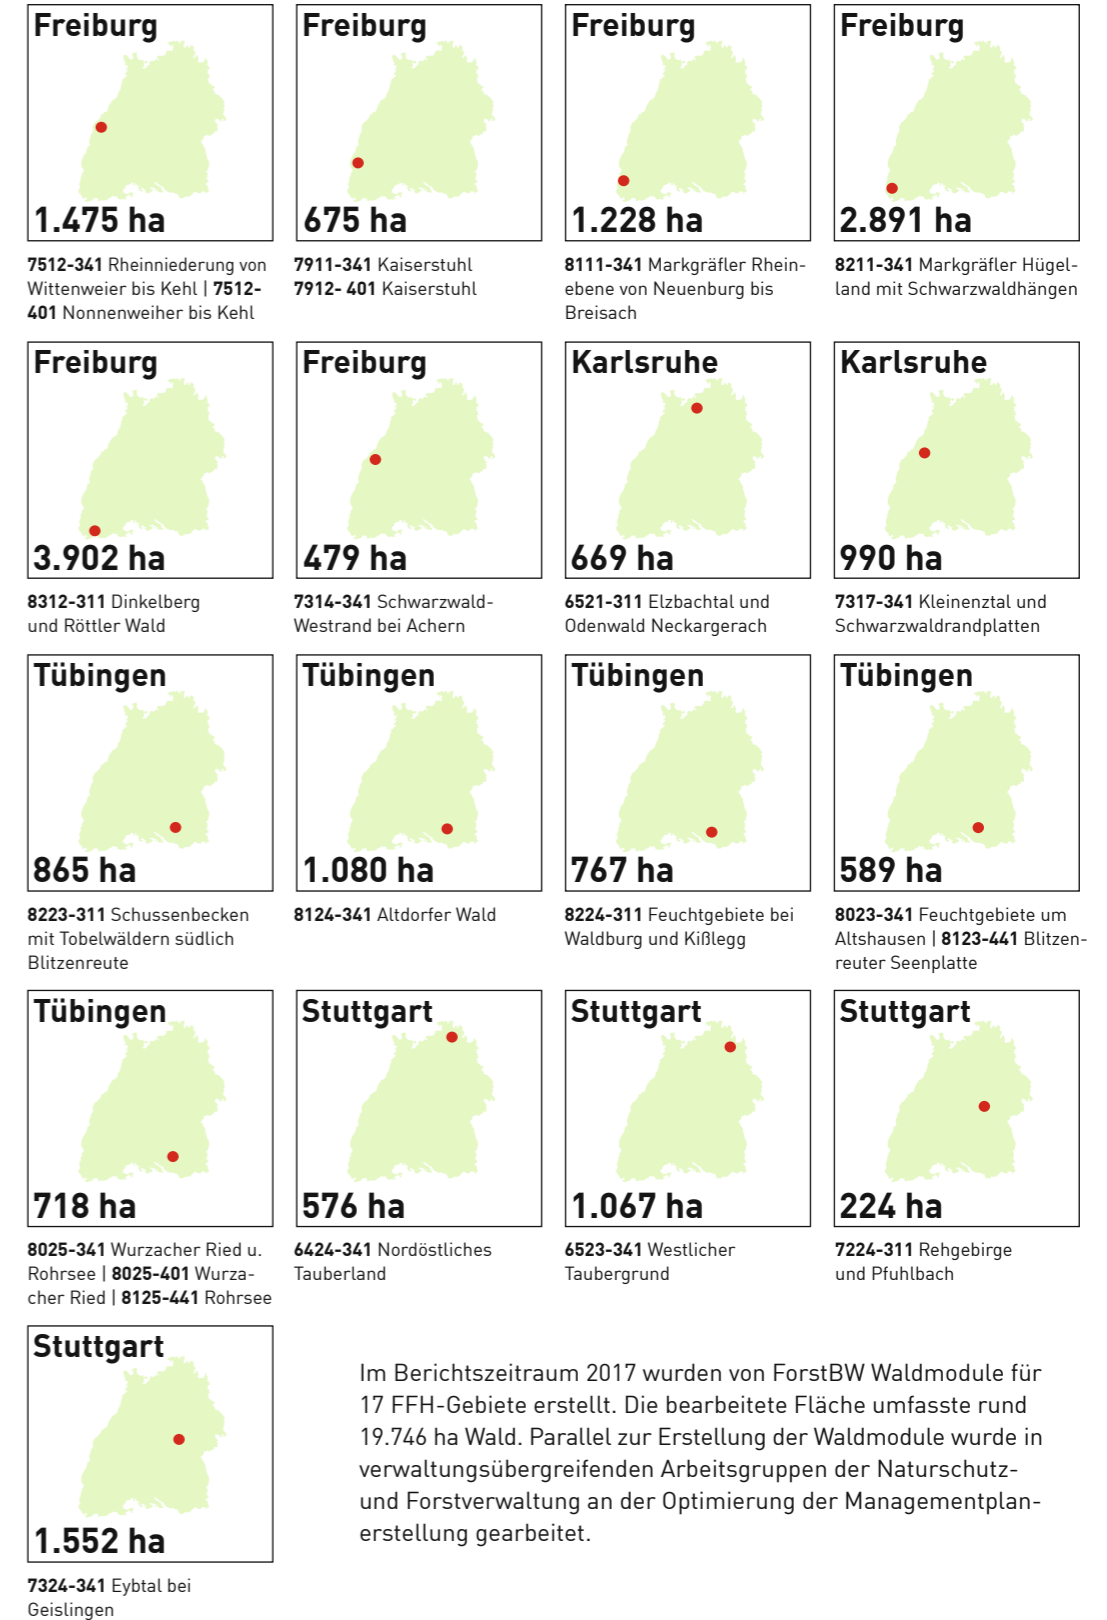 Freiburg
1.475 ha
7512-341 Rheinniederung von
Wittenweier bis Kehl | 7512-
401 Nonnenweiher bis Kehl
Freiburg
675 ha
7911-341 Kaiserstuhl
7912- 401 Kaiserstuhl
Freiburg
1.228 ha
8111-341 Markgräfler Rhein-
ebene von Neuenburg bis
Breisach
Freiburg
2.891 ha
8211-341 Markgräfler Hügel-
land mit Schwarzwaldhängen
Freiburg
3.902 ha
8312-311 Dinkelberg
und Röttler Wald
Freiburg
479 ha
7314-341 Schwarzwald-
Westrand bei Achern
Karlsruhe
669 ha
6521-311 Elzbachtal und
Odenwald Neckargerach
Karlsruhe
990 ha
7317-341 Kleinenztal und
Schwarzwaldrandplatten
Tübingen
865 ha
8223-311 Schussenbecken
mit Tobelwäldern südlich
Blitzenreute
Tübingen
1.080 ha
8124-341 Altdorfer Wald
Tübingen
767 ha
8224-311 Feuchtgebiete bei
Waldburg und Kißlegg
Tübingen
589 ha
8023-341 Feuchtgebiete um
Altshausen | 8123-441 Blitzen-
reuter Seenplatte
Tübingen
718 ha
8025-341 Wurzacher Ried u.
Rohrsee | 8025-401 Wurza-
cher Ried | 8125-441 Rohrsee
Stuttgart
576 ha
6424-341 Nordöstliches
Tauberland
Stuttgart
1.067 ha
6523-341 Westlicher
Taubergrund
Stuttgart
224 ha
7224-311 Rehgebirge
und Pfuhlbach
Stuttgart
1.552 ha
7324-341 Eybtal bei
Geislingen
Im Berichtszeitraum 2017 wurden von ForstBW Waldmodule für
17 FFH-Gebiete erstellt. Die bearbeitete Fläche umfasste rund
19.746 ha Wald. Parallel zur Erstellung der Waldmodule wurde in
verwaltungsübergreifenden Arbeitsgruppen der Naturschutz-
und Forstverwaltung an der Optimierung der Managementplan-
erstellung gearbeitet.